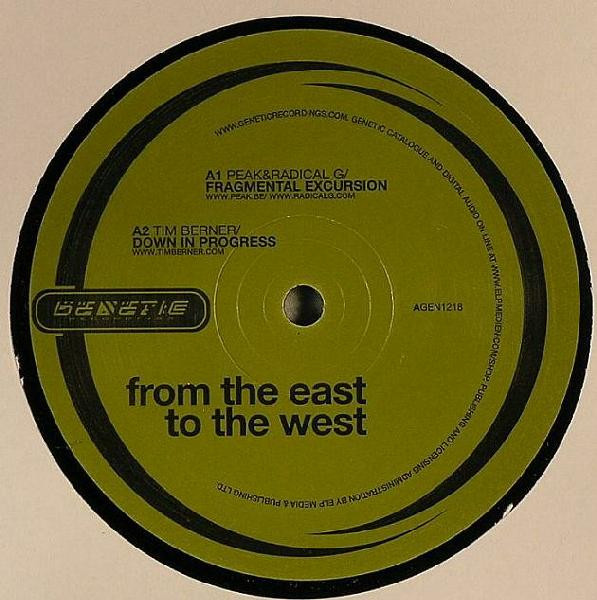 WWW.GENETICRECORDINGS.COM. GENETIC CATALOGUE AND DIGITAL AUDIO ON LINE AT WWW.ELPMEDIEN.COM/SHOP. PUBLISHING AND LICENSING ADMINISTRATION BY ELP MEDIA & PUBLISHING LTD.
A1 PEAK&RADICAL G/
FRAGMENTAL EXCURSION
WWW.PEAK.BE/ WWW.RADICALG.COM
A2 TIM BERNER/
DOWN IN PROGRESS
WWW.TIMBERNER.COM
GENETIC
RECORDINGS
AGEN1218
from the east
to the west